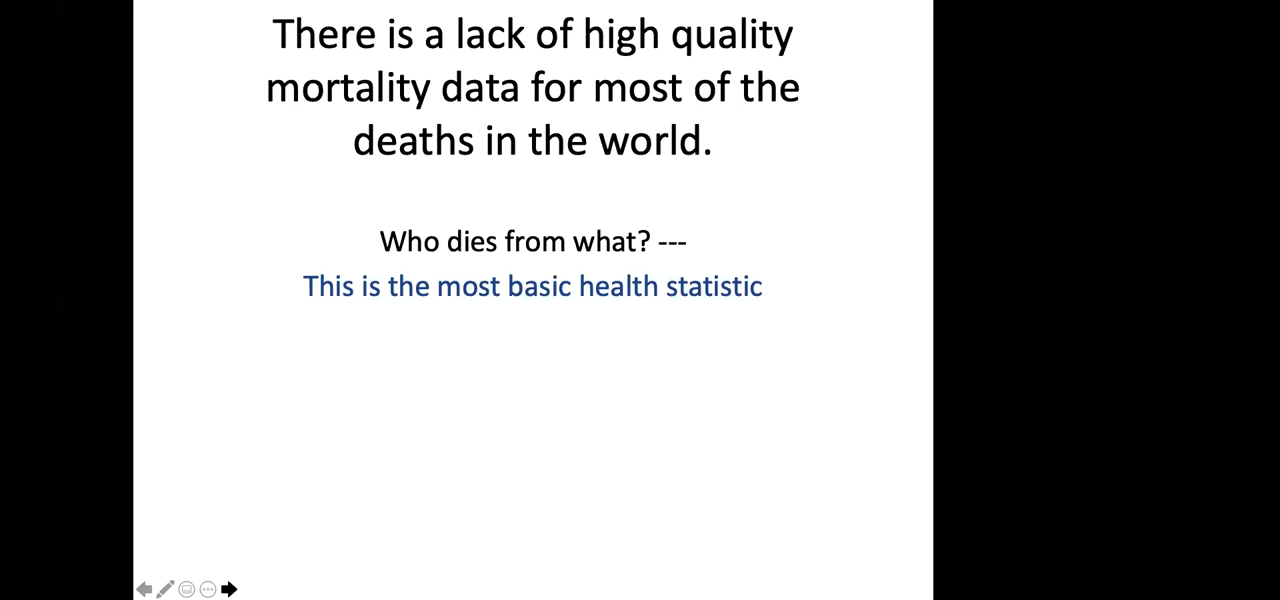 There is a lack of high quality
mortality data for most of the
deaths in the world.
Who dies from what? ---
This is the most basic health statistic